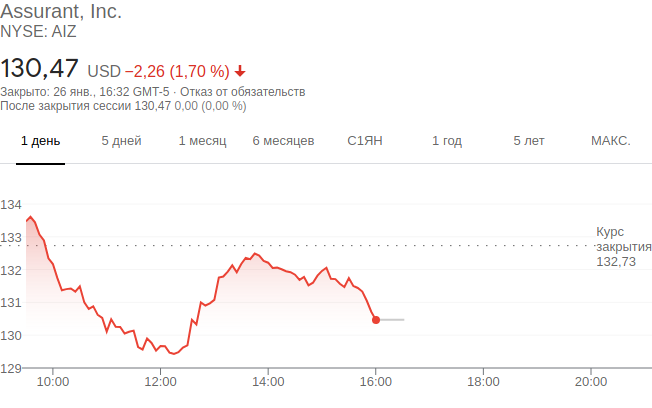 Assurant, Inc.
NYSE: AIZ
130,47 USD −2,26 (1,70 %)
Закрыто: 26 янв., 16:32 GMT-5 · Отказ от обязательств
После закрытия сессии 130,47 0,00 (0,00 %)
1 день 5 дней 1 месяц 6 месяцев С1ЯН 1 год 5 лет МАКС.
134
133
132
131
130
129
Курс
закрытия
132,73
10:00 12:00 14:00 16:00 18:00 20:00